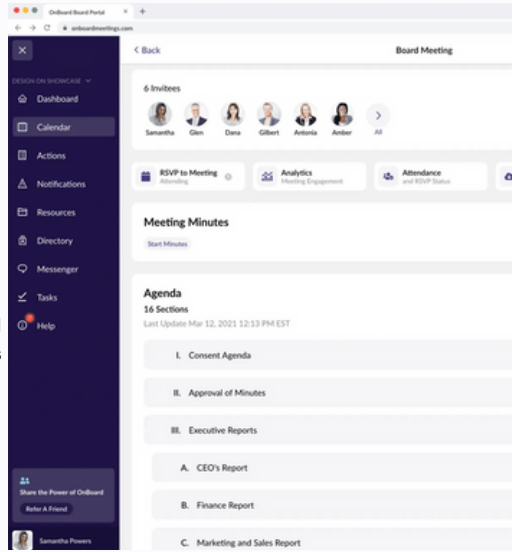 OnBoard Board Portal
onboardmeetings.com
DESIGN ON SHOWCASE
Dashboard
Calendar
Actions
Notifications
Resources
Directory
Messenger
Tasks
Help
Share the Power of OnBoard
Refer A Friend
Samantha Powers
< Back
Board Meeting
6 Invitees
Samantha Glen Dana Gilbert Antonia Amber All
RSVP to Meeting
Attending
Analytics
Meeting Engagement
Attendance
and RSVP Status
Meeting Minutes
Start Minutes
Agenda
16 Sections
Last Update Mar 12, 2021 12:13 PM EST
I. Consent Agenda
II. Approval of Minutes
III. Executive Reports
A. CEO's Report
B. Finance Report
C. Marketing and Sales Report